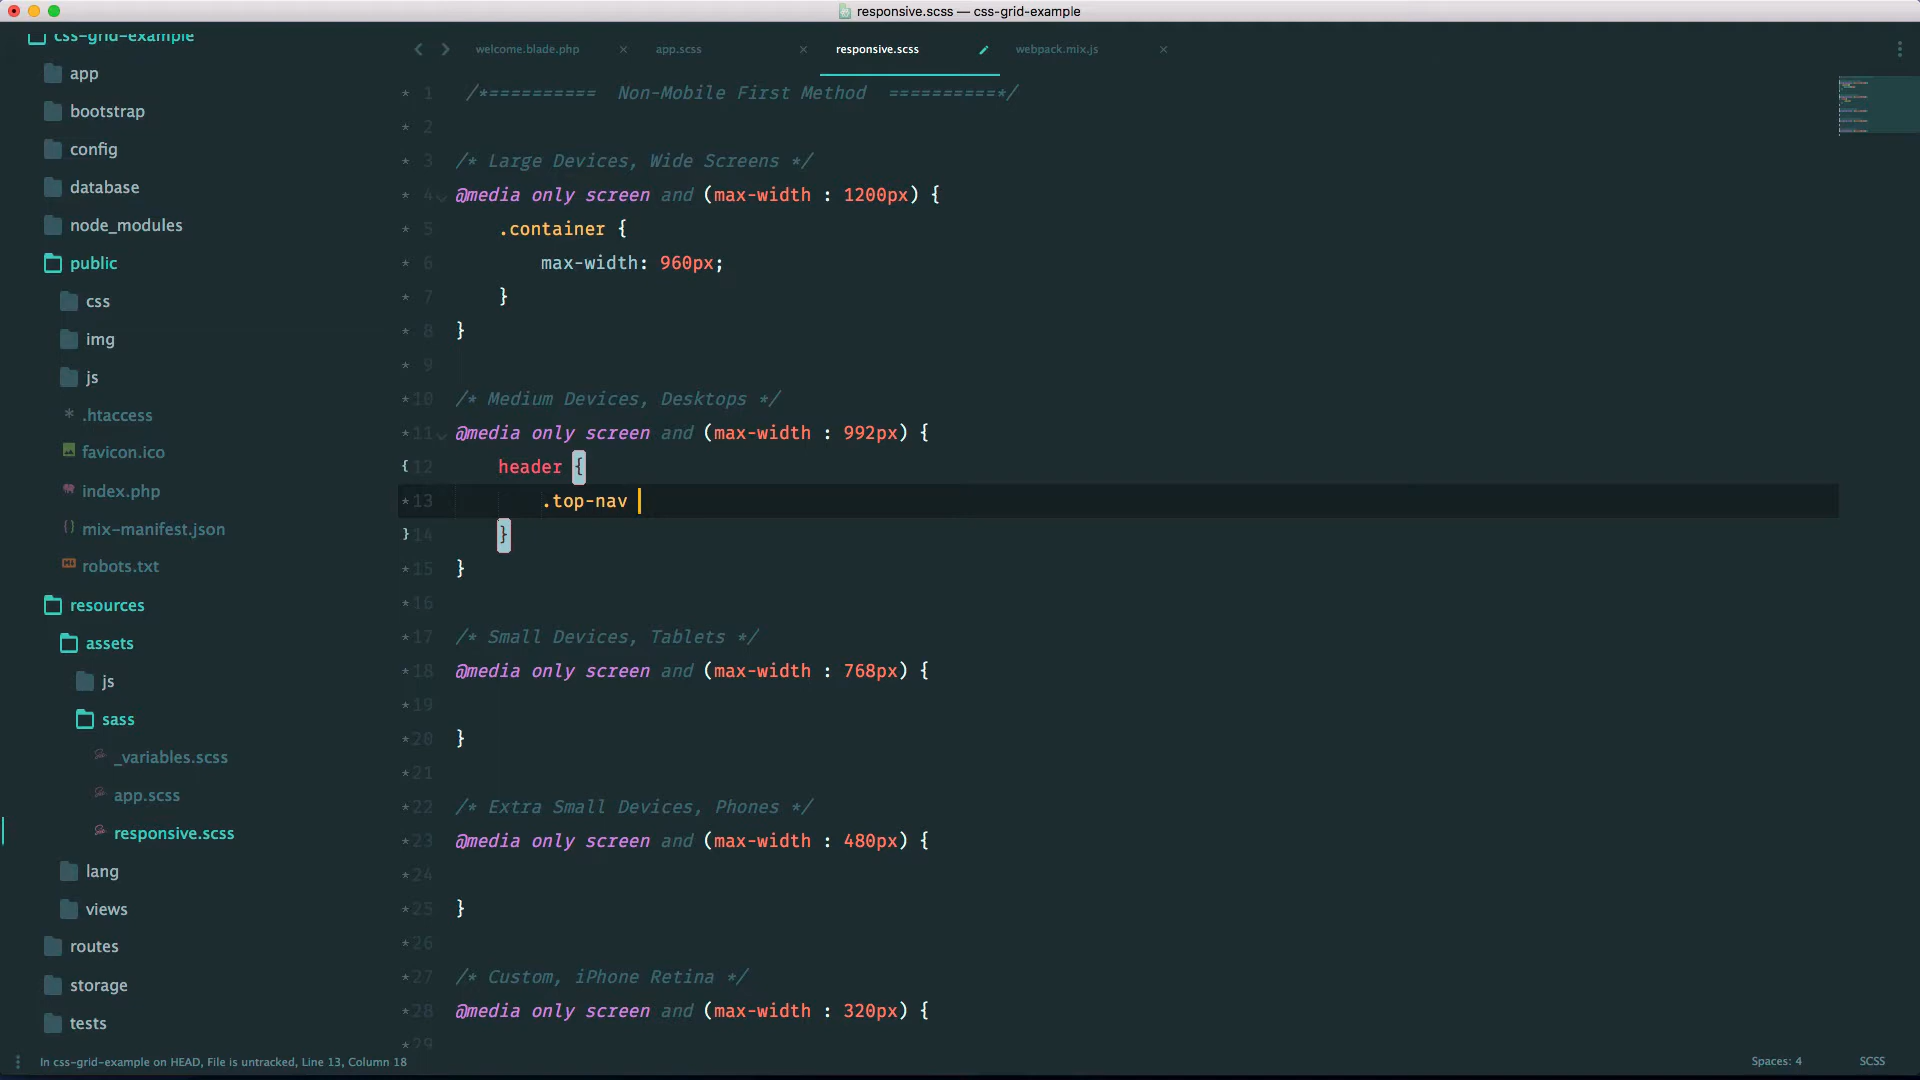 responsive.scss — css-grid-example
css-grid-example
app
bootstrap
config
database
node_modules
public
css
img
js
.htaccess
favicon.ico
index.php
mix-manifest.json
robots.txt
resources
assets
js
sass
_variables.scss
app.scss
responsive.scss
lang
views
routes
storage
tests
welcome.blade.php
app.scss
responsive.scss
webpack.mix.js
* 1 /*========== Non-Mobile First Method ==========*/
* 2
* 3 /* Large Devices, Wide Screens */
* 4 @media only screen and (max-width : 1200px) {
* 5 .container {
* 6 max-width: 960px;
* 7 }
* 8 }
* 9
*10 /* Medium Devices, Desktops */
*11 @media only screen and (max-width : 992px) {
{12 header {
*13 .top-nav
}14 }
*15 }
*16
*17 /* Small Devices, Tablets */
*18 @media only screen and (max-width : 768px) {
*19
*20 }
*21
*22 /* Extra Small Devices, Phones */
*23 @media only screen and (max-width : 480px) {
*24
*25 }
*26
*27 /* Custom, iPhone Retina */
*28 @media only screen and (max-width : 320px) {
*29
In css-grid-example on HEAD, File is untracked, Line 13, Column 18
Spaces: 4
SCSS